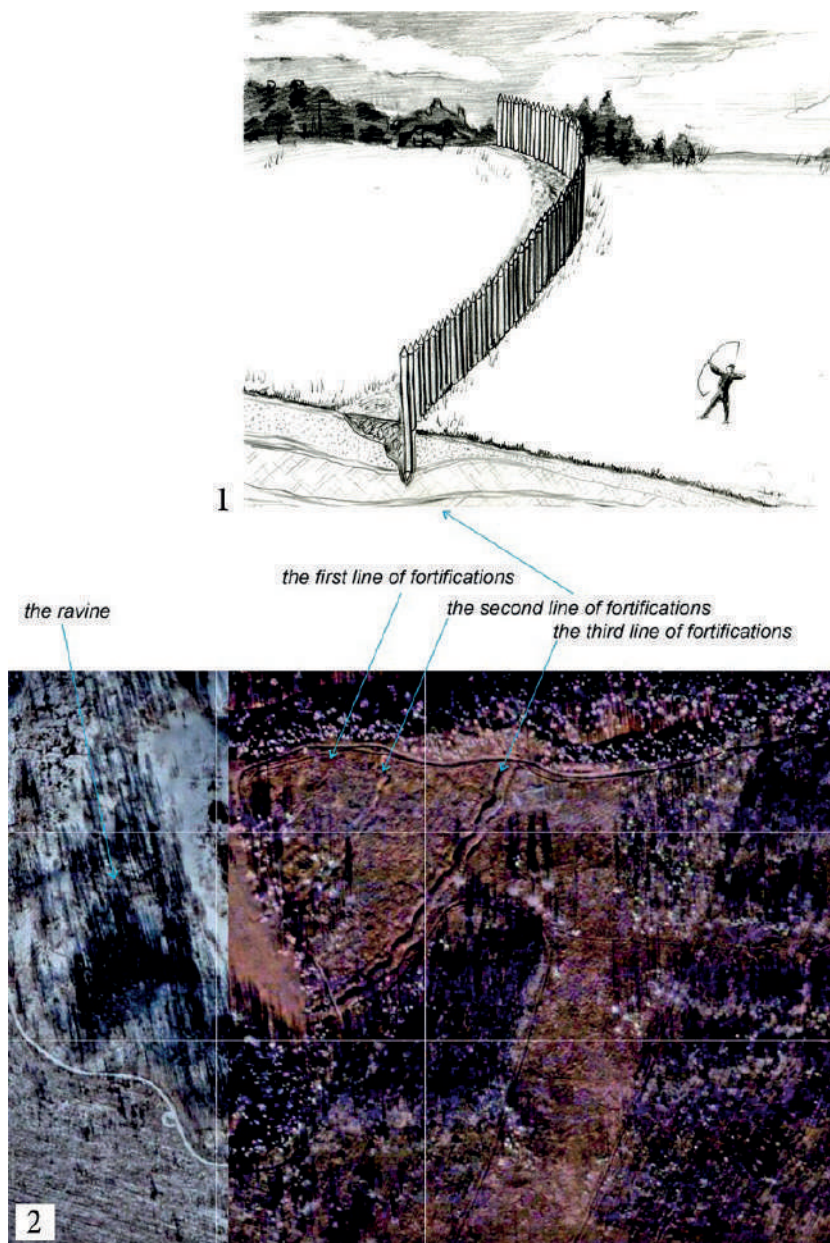 1
the first line of fortifications
the ravine
the second line of fortifications
the third line of fortifications
2